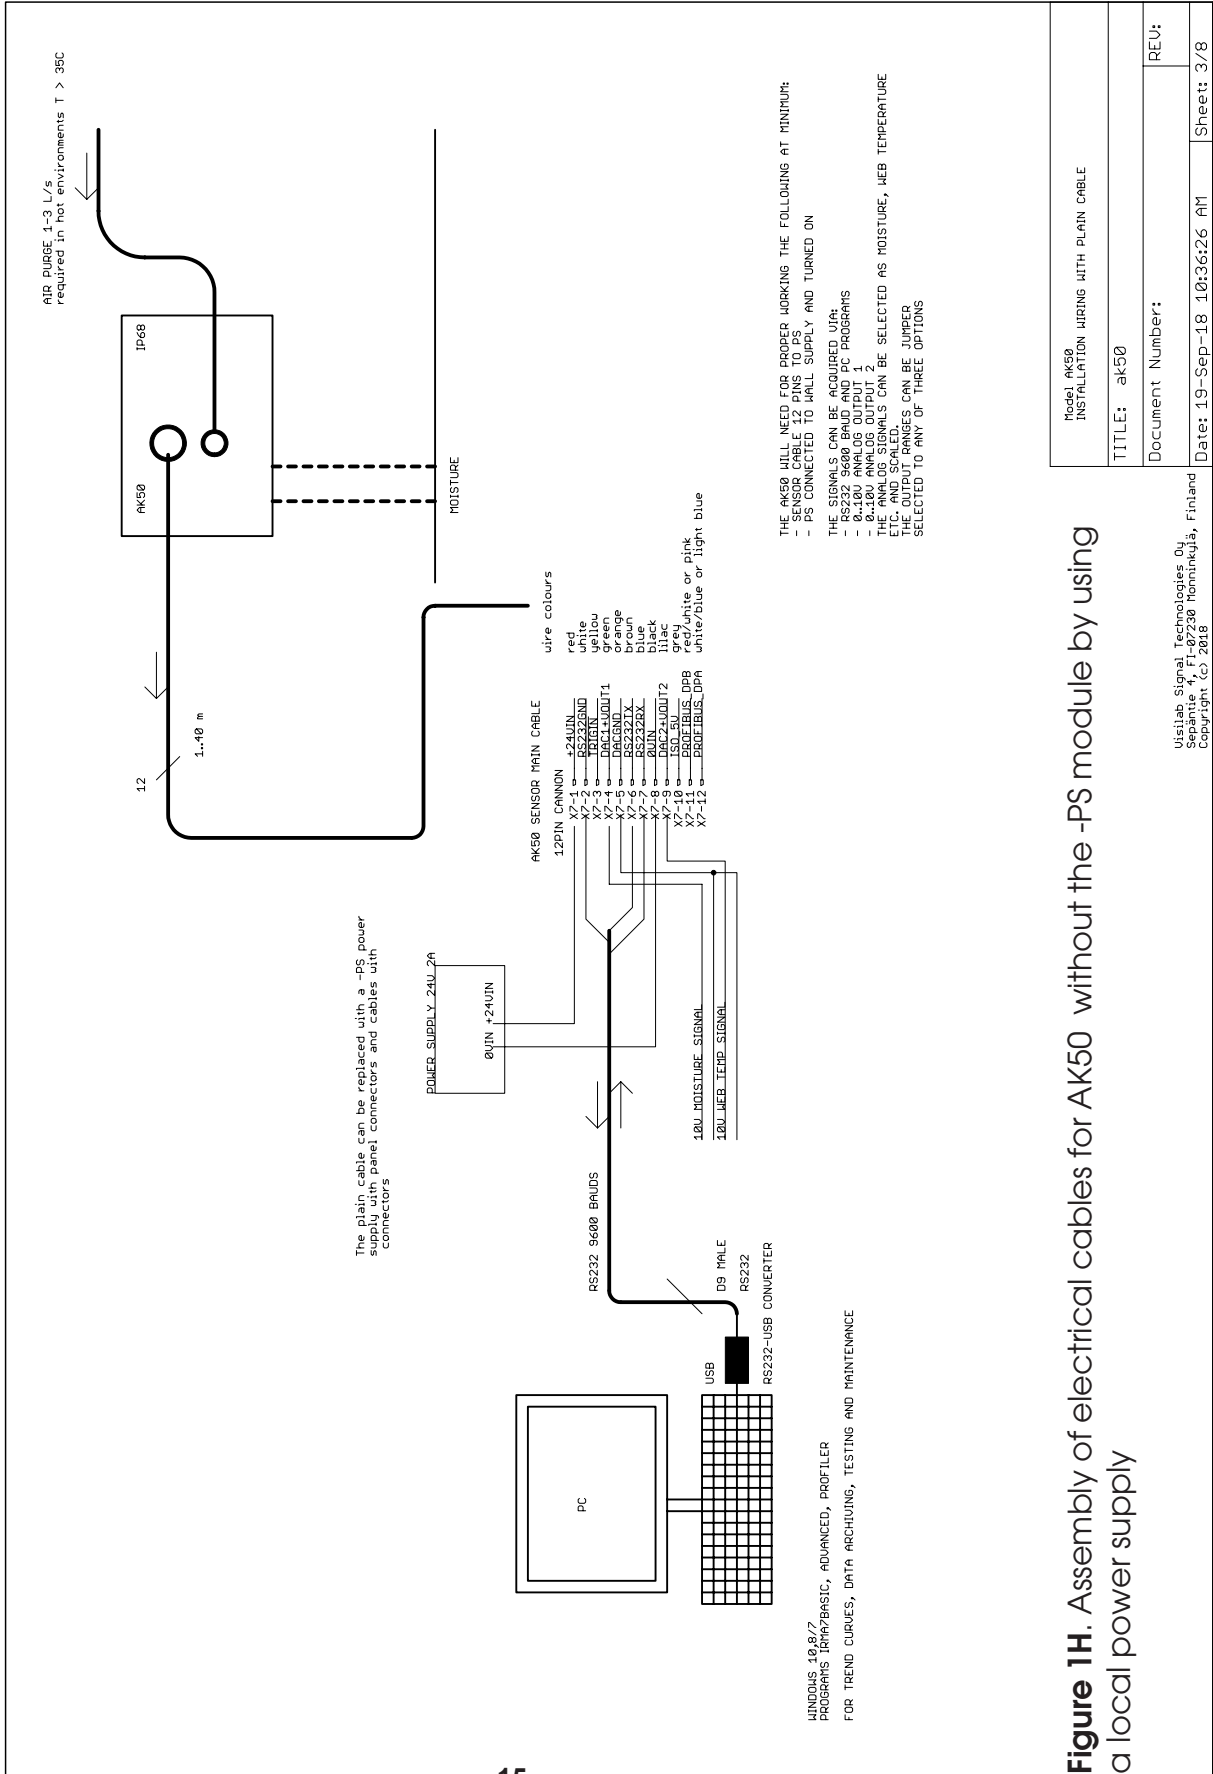 AIR PURGE 1-3 L/s
required in hot environments T > 35C
AK50
IP68
12
1..40 m
MOISTURE
The plain cable can be replaced with a -PS power
supply with panel connectors and cables with
connectors
POWER SUPPLY 24V 2A
0VIN +24VIN
AK50 SENSOR MAIN CABLE
12PIN CANNON
wire colours
X7-1 +24VIN red
X7-2 RS232GND white
X7-3 TRIGIN yellow
X7-4 DAC1+VOUT1 green
X7-5 DACGND orange
X7-6 RS232TX brown
X7-7 RS232RX blue
X7-8 0VIN black
X7-9 DAC2+VOUT2 lilac
X7-10 ISO_5V grey
X7-11 PROFIBUS_DPB red/white or pink
X7-12 PROFIBUS_DPA white/blue or light blue
RS232 9600 BAUDS
10V MOISTURE SIGNAL
10V WEB TEMP SIGNAL
PC
USB
D9 MALE
RS232
RS232-USB CONVERTER
WINDOWS 10,8/7
PROGRAMS IRMA7BASIC, ADVANCED, PROFILER
FOR TREND CURVES, DATA ARCHIVING, TESTING AND MAINTENANCE
THE AK50 WILL NEED FOR PROPER WORKING THE FOLLOWING AT MINIMUM:
- SENSOR CABLE 12 PINS TO PS
- PS CONNECTED TO WALL SUPPLY AND TURNED ON
THE SIGNALS CAN BE ACQUIRED VIA:
- RS232 9600 BAUD AND PC PROGRAMS
- 0..10V ANALOG OUTPUT 1
- 0..10V ANALOG OUTPUT 2
THE ANALOG SIGNALS CAN BE SELECTED AS MOISTURE, WEB TEMPERATURE
ETC. AND SCALED.
THE OUTPUT RANGES CAN BE JUMPER
SELECTED TO ANY OF THREE OPTIONS
Model AK50
INSTALLATION WIRING WITH PLAIN CABLE
TITLE: ak50
Document Number:
REV:
Date: 19-Sep-18 10:36:26 AM
Sheet: 3/8
Visilab Signal Technologies Oy
Sepäntie 4, FI-07230 Monninkylä, Finland
Copyright (c) 2018
Figure 1H. Assembly of electrical cables for AK50 without the -PS module by using
a local power supply
15